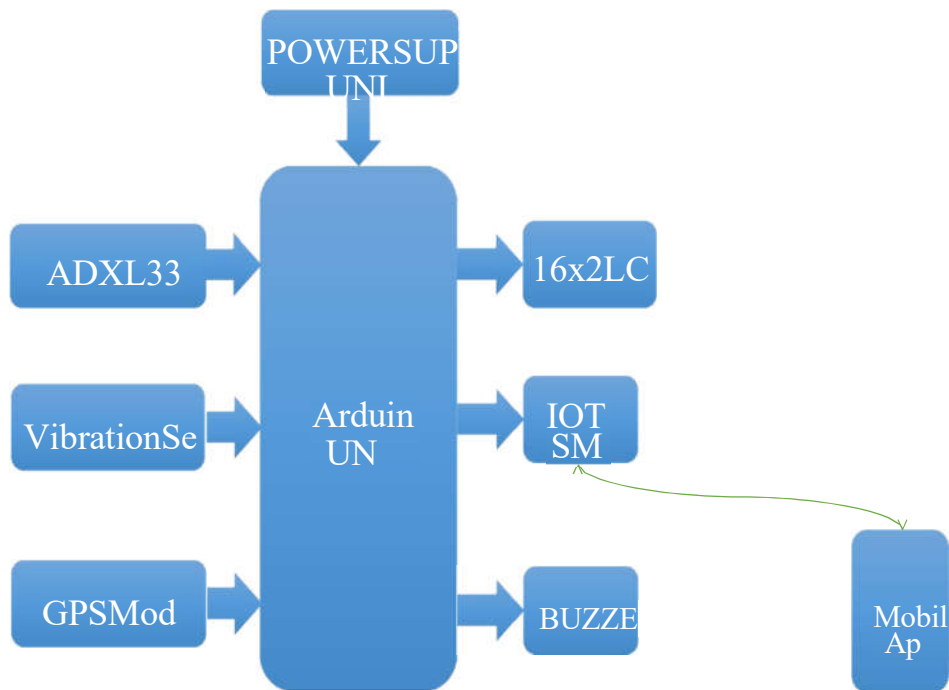 POWERSUP
UNI
ADXL33
16x2LC
Arduin
UN
VibrationSe
IOT
SM
GPSMod
BUZZE
Mobil
Ap